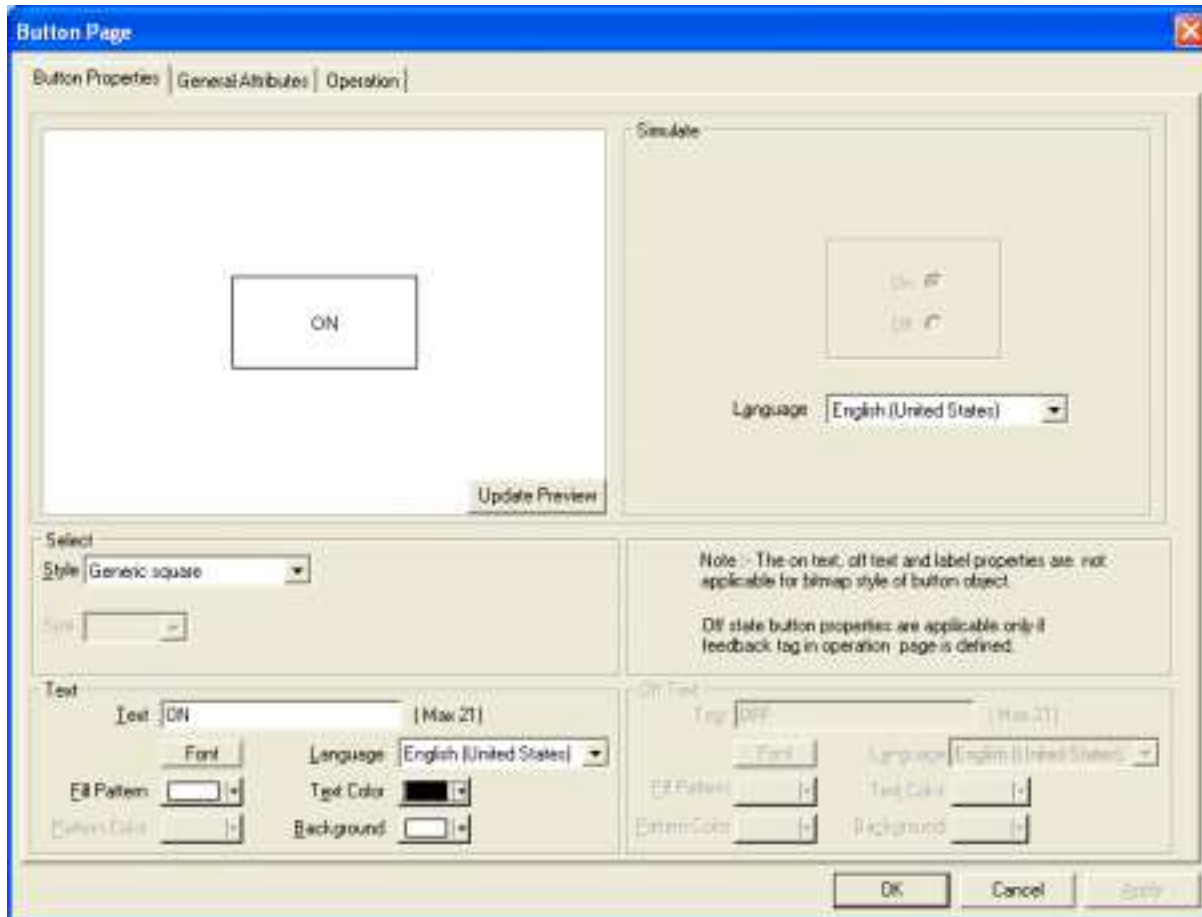 Button Page
Button Properties General Attributes Operation
Simulate
ON
On
Off
Language English (United States)
Update Preview
Select
Style Generic square
Note :- The on text, off text and label properties are not
applicable for bitmap style of button object.
Off state button properties are applicable only if
feedback tag in operation page is defined.
Text
Text ON (Max 21)
Font Language English (United States)
Fill Pattern Text Color
Pattern Color Background
Off Text
Text OFF (Max 21)
Font Language English (United States)
Fill Pattern Text Color
Pattern Color Background
OK Cancel Apply